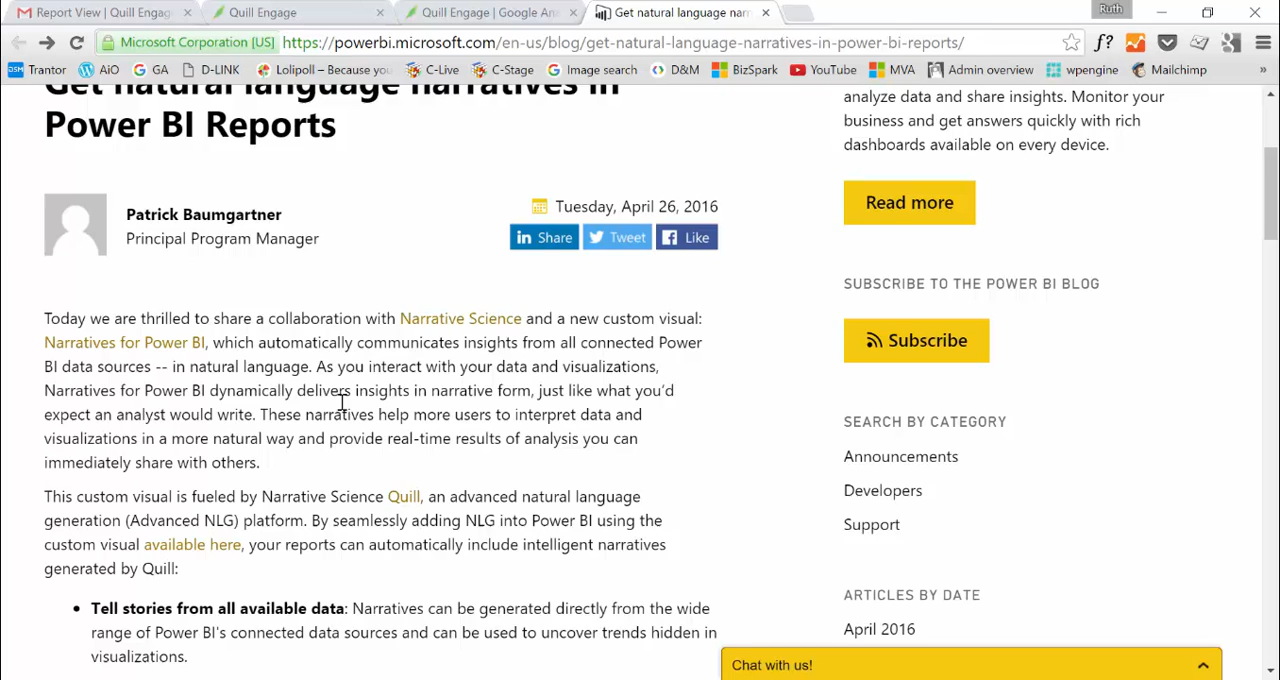 Report View | Quill Engag
Quill Engage
Quill Engage | Google An
Get natural language nar
Ruth
Microsoft Corporation [US]
https://powerbi.microsoft.com/en-us/blog/get-natural-language-narratives-in-power-bi-reports/
f?
DSM Trantor
AiO
GA
D-LINK
Lolipoll – Because you
C-Live
C-Stage
Image search
D&M
BizSpark
YouTube
MVA
Admin overview
wpengine
Mailchimp
»
Get natural language narratives in
Power BI Reports
Patrick Baumgartner
Principal Program Manager
Tuesday, April 26, 2016
in Share
Tweet
Like
Today we are thrilled to share a collaboration with Narrative Science and a new custom visual:
Narratives for Power BI, which automatically communicates insights from all connected Power
BI data sources -- in natural language. As you interact with your data and visualizations,
Narratives for Power BI dynamically delivers insights in narrative form, just like what you'd
expect an analyst would write. These narratives help more users to interpret data and
visualizations in a more natural way and provide real-time results of analysis you can
immediately share with others.
This custom visual is fueled by Narrative Science Quill, an advanced natural language
generation (Advanced NLG) platform. By seamlessly adding NLG into Power BI using the
custom visual available here, your reports can automatically include intelligent narratives
generated by Quill:
• Tell stories from all available data: Narratives can be generated directly from the wide
range of Power BI's connected data sources and can be used to uncover trends hidden in
visualizations.
analyze data and share insights. Monitor your
business and get answers quickly with rich
dashboards available on every device.
Read more
SUBSCRIBE TO THE POWER BI BLOG
Subscribe
SEARCH BY CATEGORY
Announcements
Developers
Support
ARTICLES BY DATE
April 2016
Chat with us!